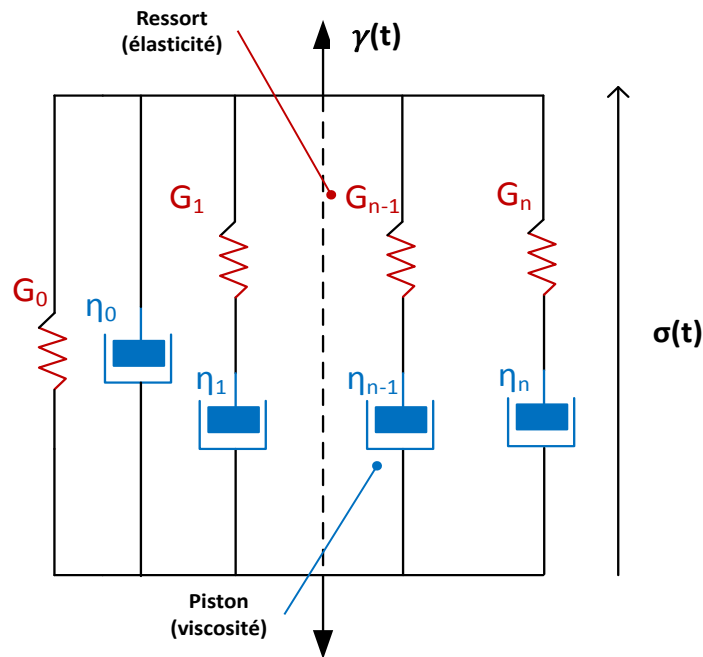 Ressort
(élasticité)
γ(t)
G₁
Gₙ₋₁
Gₙ
G₀
η₀
σ(t)
η₁
ηₙ₋₁
ηₙ
Piston
(viscosité)